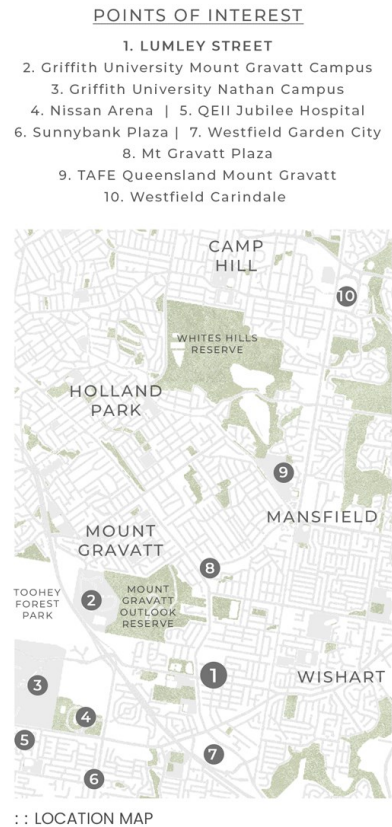 POINTS OF INTEREST
1. LUMLEY STREET
2. Griffith University Mount Gravatt Campus
3. Griffith University Nathan Campus
4. Nissan Arena | 5. QEII Jubilee Hospital
6. Sunnybank Plaza | 7. Westfield Garden City
8. Mt Gravatt Plaza
9. TAFE Queensland Mount Gravatt
10. Westfield Carindale
CAMP
HILL
10
WHITES HILLS
RESERVE
HOLLAND
PARK
9
MANSFIELD
MOUNT
GRAVATT
8
TOOHEY
FOREST
PARK
2
MOUNT
GRAVATT
OUTLOOK
RESERVE
1
WISHART
3
4
5
7
6
: : LOCATION MAP